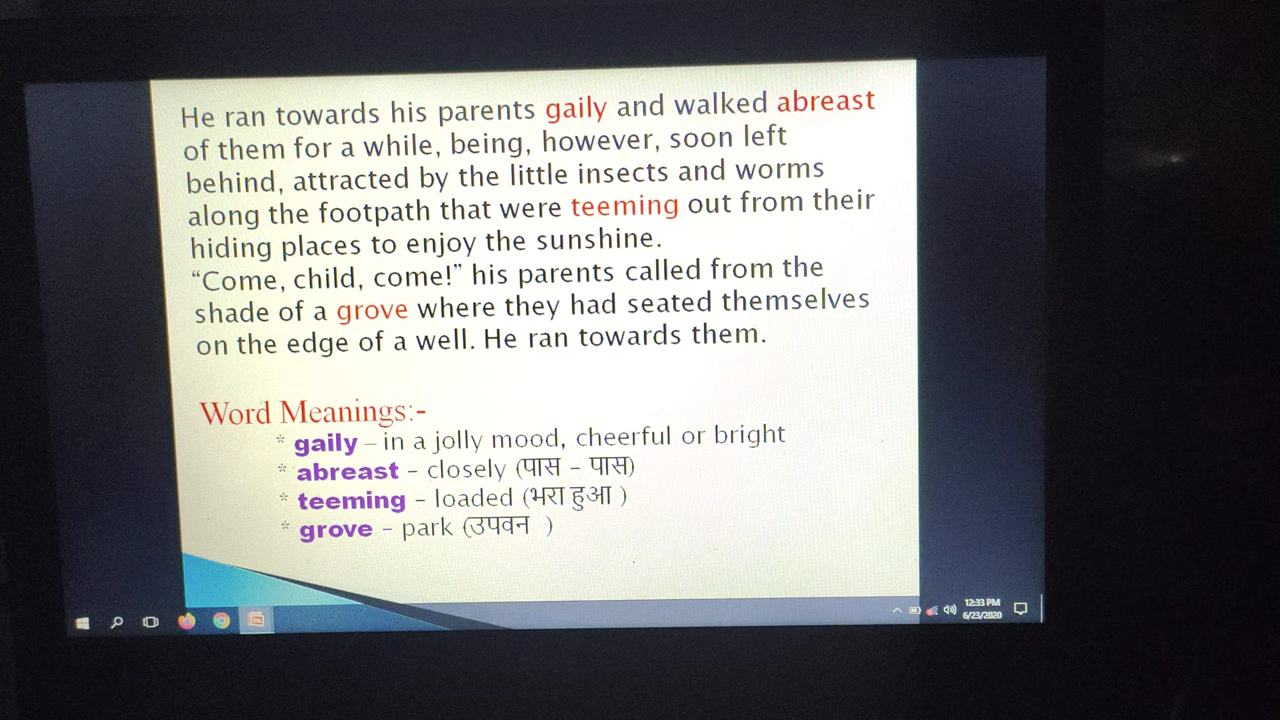 He ran towards his parents gaily and walked abreast
of them for a while, being, however, soon left
behind, attracted by the little insects and worms
along the footpath that were teeming out from their
hiding places to enjoy the sunshine.
“Come, child, come!” his parents called from the
shade of a grove where they had seated themselves
on the edge of a well. He ran towards them.
Word Meanings:-
* gaily – in a jolly mood, cheerful or bright
* abreast – closely (पास – पास)
* teeming – loaded (भरा हुआ )
* grove – park (उपवन )
12:33 PM
6/23/2020